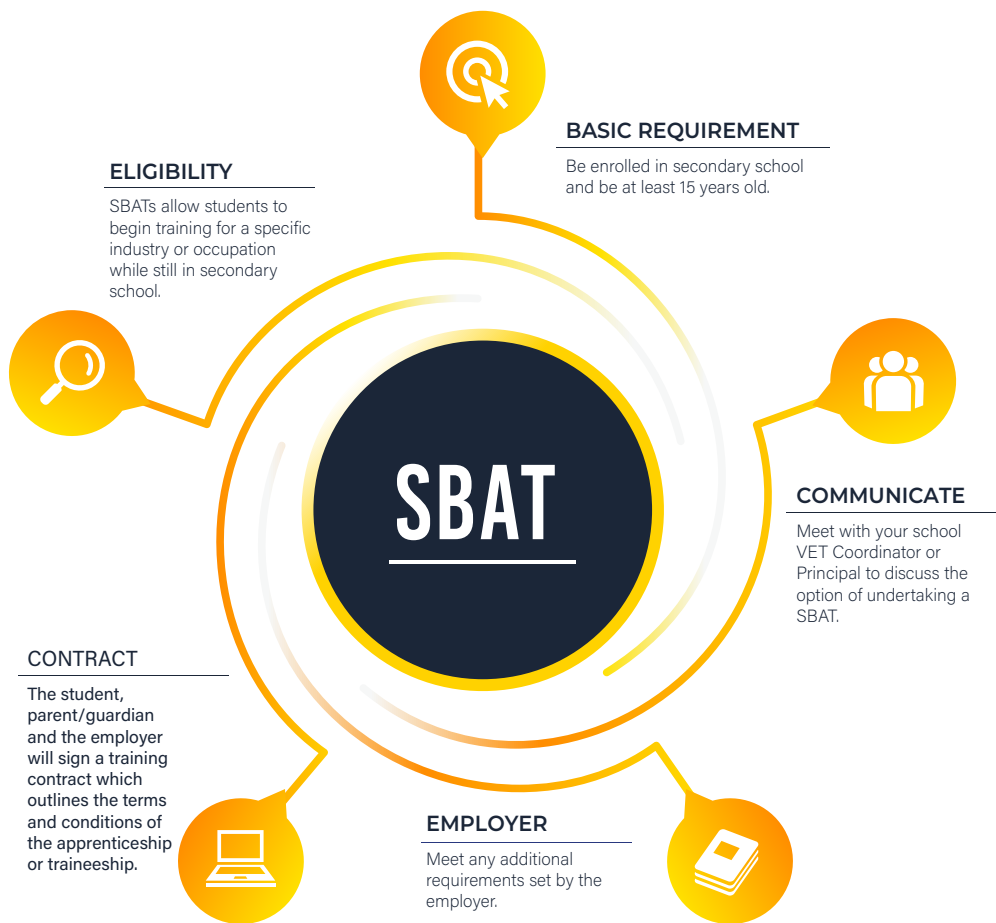 BASIC REQUIREMENT
Be enrolled in secondary school
and be at least 15 years old.
ELIGIBILITY
SBATs allow students to
begin training for a specific
industry or occupation
while still in secondary
school.
SBAT
COMMUNICATE
Meet with your school
VET Coordinator or
Principal to discuss the
option of undertaking a
SBAT.
CONTRACT
The student,
parent/guardian
and the employer
will sign a training
contract which
outlines the terms
and conditions of
the apprenticeship
or traineeship.
EMPLOYER
Meet any additional
requirements set by the
employer.